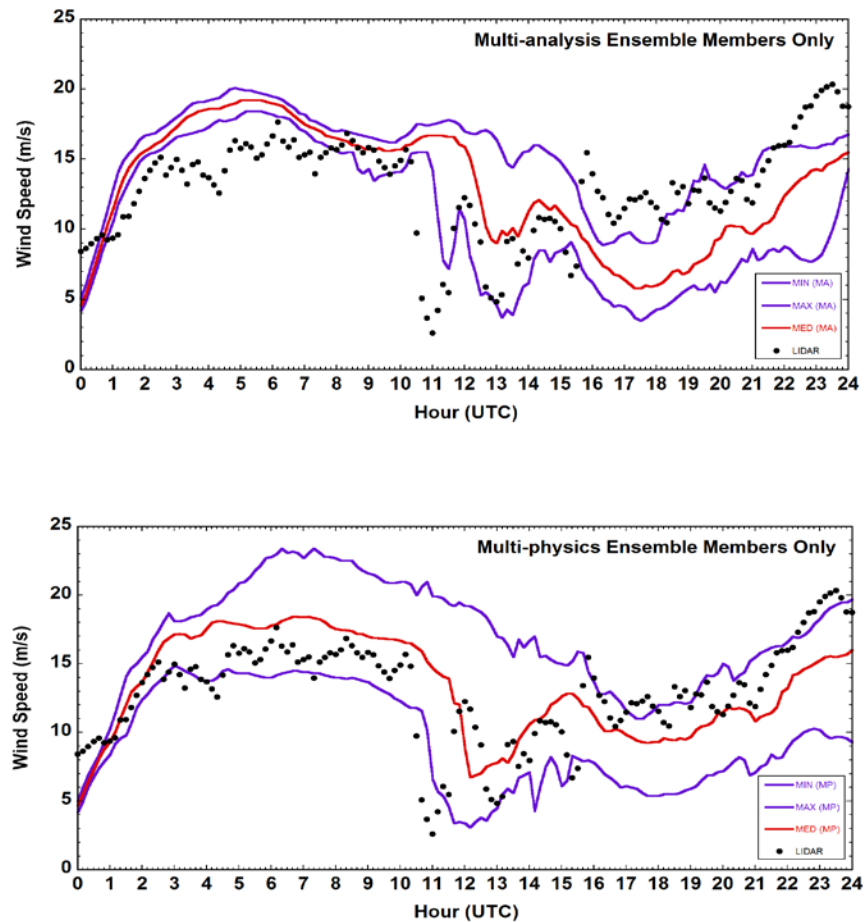 Multi-analysis Ensemble Members Only
25
20
15
10
5
0
Wind Speed (m/s)
MIN (MA)
MAX (MA)
MED (MA)
LIDAR
0 1 2 3 4 5 6 7 8 9 10 11 12 13 14 15 16 17 18 19 20 21 22 23 24
Hour (UTC)
Multi-physics Ensemble Members Only
25
20
15
10
5
0
Wind Speed (m/s)
MIN (MP)
MAX (MP)
MED (MP)
LIDAR
0 1 2 3 4 5 6 7 8 9 10 11 12 13 14 15 16 17 18 19 20 21 22 23 24
Hour (UTC)